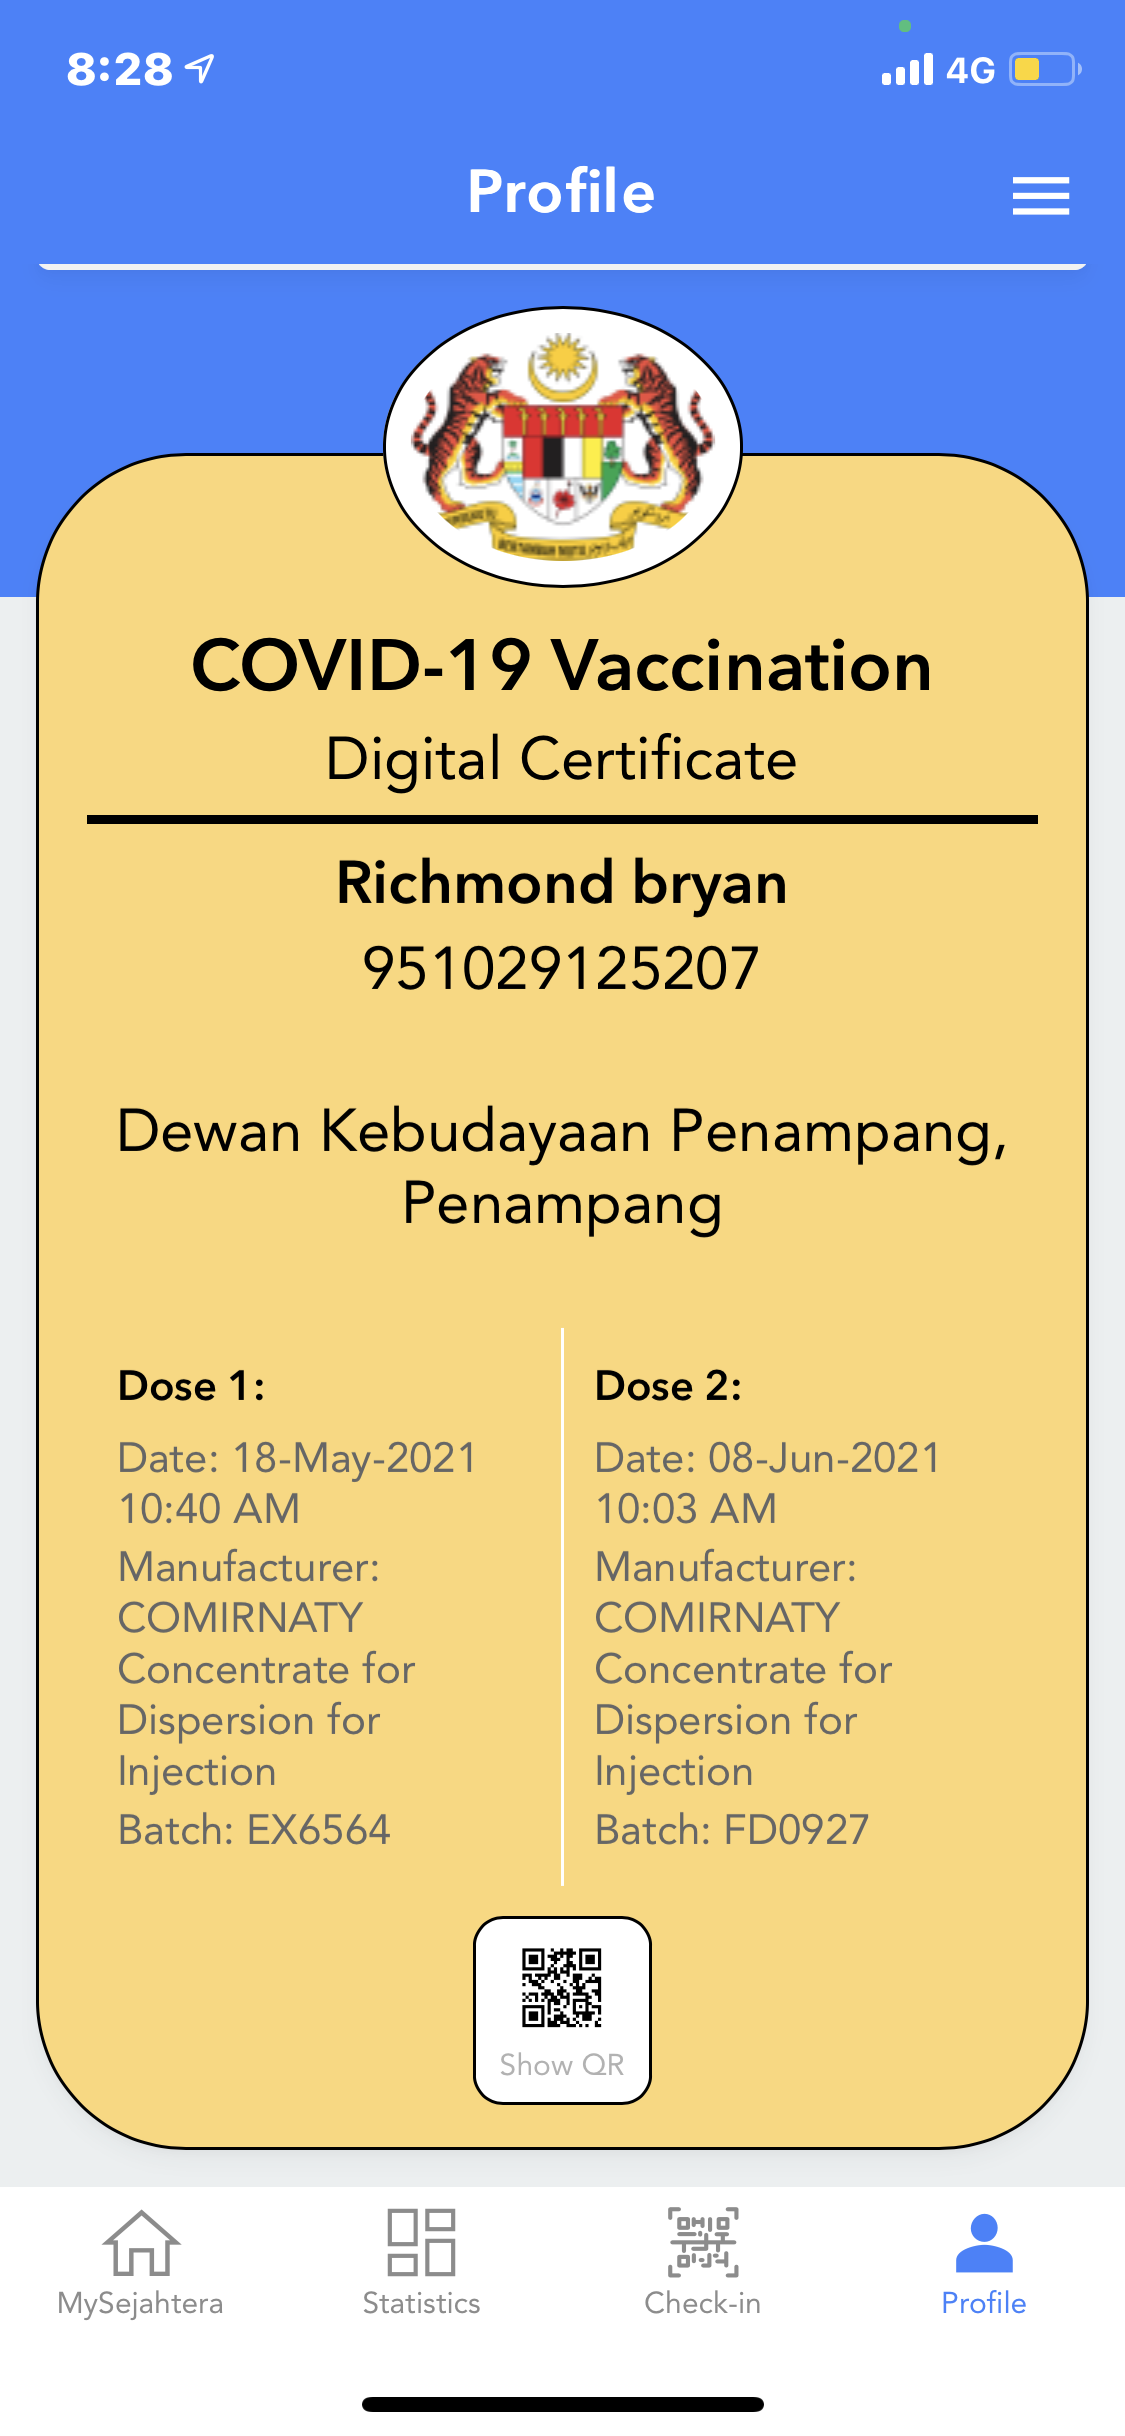 8:28
4G
Profile
COVID-19 Vaccination
Digital Certificate
Richmond bryan
951029125207
Dewan Kebudayaan Penampang,
Penampang
Dose 1:
Date: 18-May-2021
10:40 AM
Manufacturer:
COMIRNATY
Concentrate for
Dispersion for
Injection
Batch: EX6564
Dose 2:
Date: 08-Jun-2021
10:03 AM
Manufacturer:
COMIRNATY
Concentrate for
Dispersion for
Injection
Batch: FD0927
Show QR
MySejahtera
Statistics
Check-in
Profile